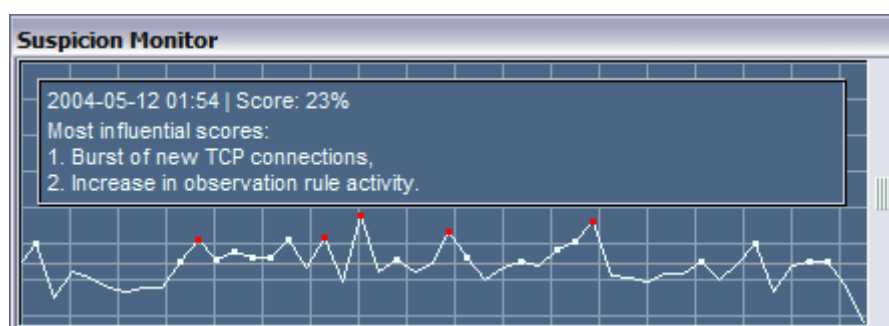 Suspicion Monitor
2004-05-12 01:54 | Score: 23%
Most influential scores:
1. Burst of new TCP connections,
2. Increase in observation rule activity.